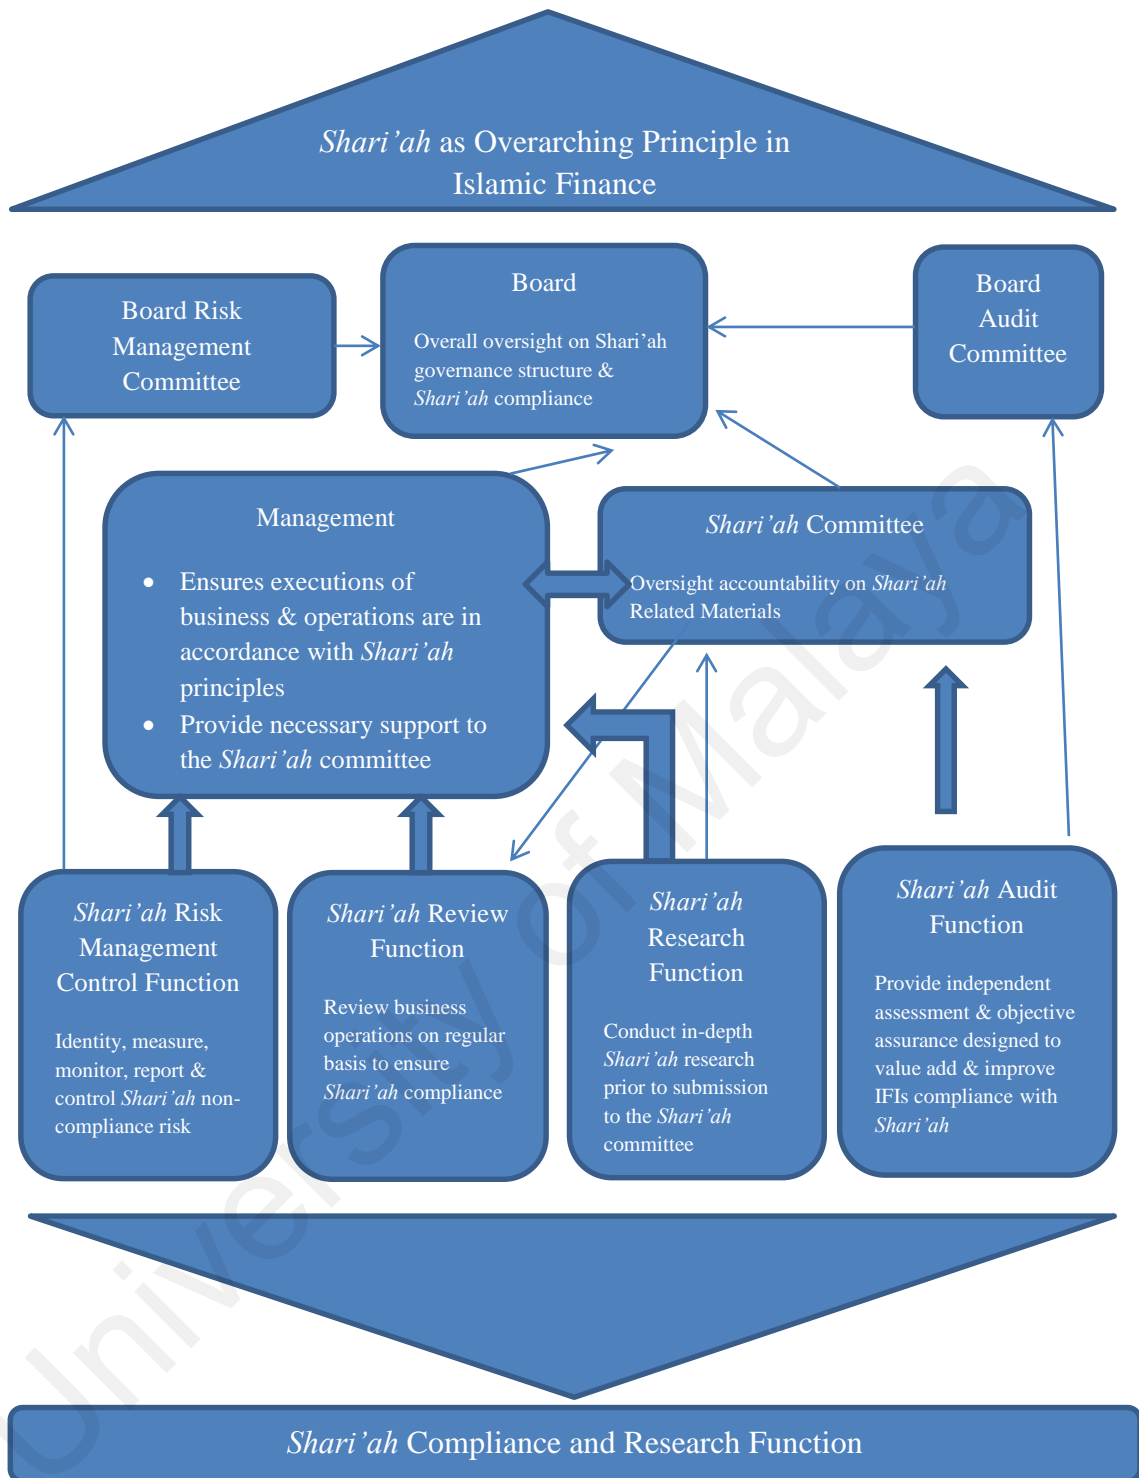 Shari’ah as Overarching Principle in
Islamic Finance
Board Risk
Management
Committee
Board
Overall oversight on Shari’ah
governance structure &
Shari’ah compliance
Board
Audit
Committee
Management
• Ensures executions of
business & operations are in
accordance with Shari’ah
principles
• Provide necessary support to
the Shari’ah committee
Shari’ah Committee
Oversight accountability on Shari’ah
Related Materials
Shari’ah Risk
Management
Control Function
Identity, measure,
monitor, report &
control Shari’ah non-
compliance risk
Shari’ah Review
Function
Review business
operations on regular
basis to ensure
Shari’ah compliance
Shari’ah
Research
Function
Conduct in-depth
Shari’ah research
prior to submission
to the Shari’ah
committee
Shari’ah Audit
Function
Provide independent
assessment & objective
assurance designed to
value add & improve
IFIs compliance with
Shari’ah
Shari’ah Compliance and Research Function
University of Malaya